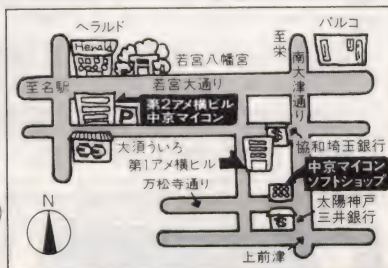 ヘラルド
Herald
若宮八幡宮
パルコ
至栄
南大津通り
至名駅
若宮大通り
第2アメ横ビル
中京マイコン
P
大須ういろ
第1アメ横ビル
万松寺通り
$
協和埼玉銀行
中京マイコン
ソフトショップ
太陽神戸
三井銀行
$
上前津
N